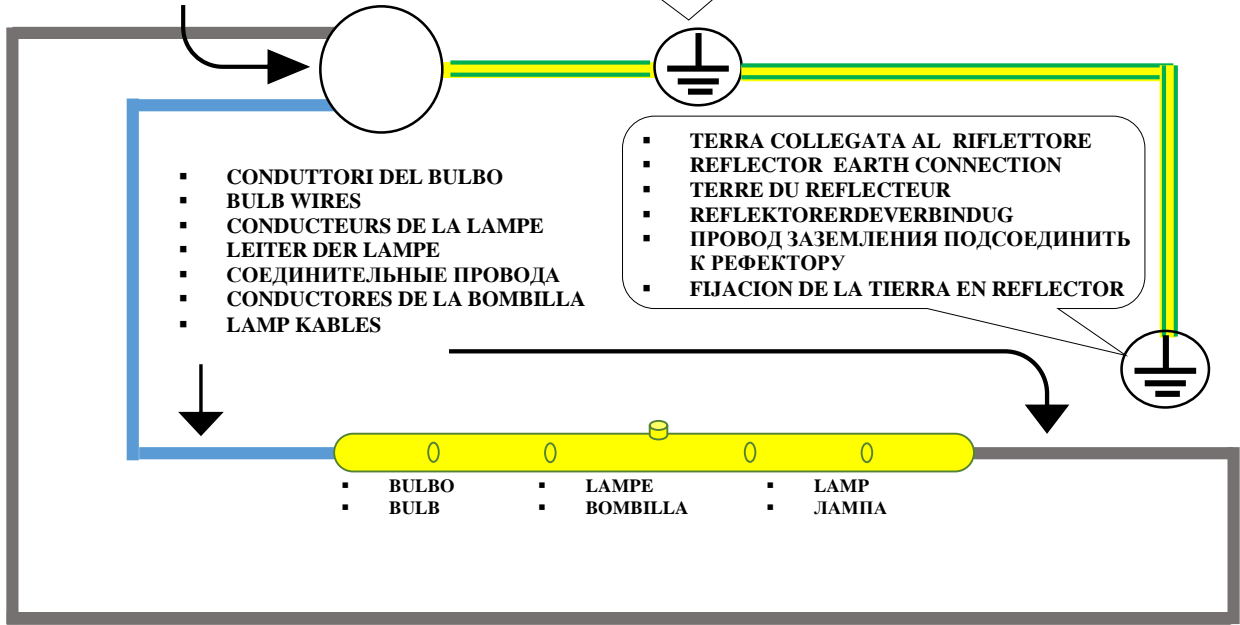 TERRA COLLEGATA AL RIFLETTORE
REFLECTOR EARTH CONNECTION
TERRE DU REFLECTEUR
REFLEKTORERDEVERBINDUG
ПРОВОД ЗАЗЕМЛЕНИЯ ПОДСОЕДИНИТЬ
К РЕФЕКТОРУ
FIJACION DE LA TIERRA EN REFLECTOR
CONDUTTORI DEL BULBO
BULB WIRES
CONDUCTEURS DE LA LAMPE
LEITER DER LAMPE
СОЕДИНИТЕЛЬНЫЕ ПРОВОДА
CONDUCTORES DE LA BOMBILLA
LAMP KABLES
BULBO
BULB
LAMPE
BOMBILLA
LAMP
ЛАМПА